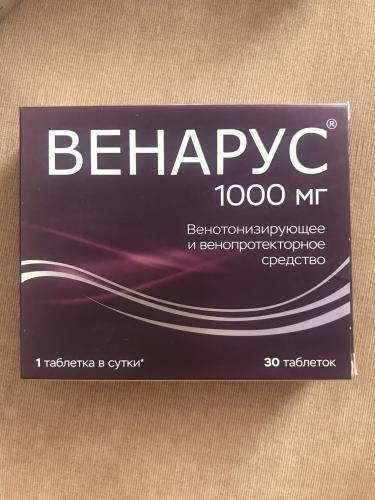 ВЕНАРУС®
1000 мг
Венотонизирующее
и венопротекторное
средство
1 таблетка в сутки*
30 таблеток